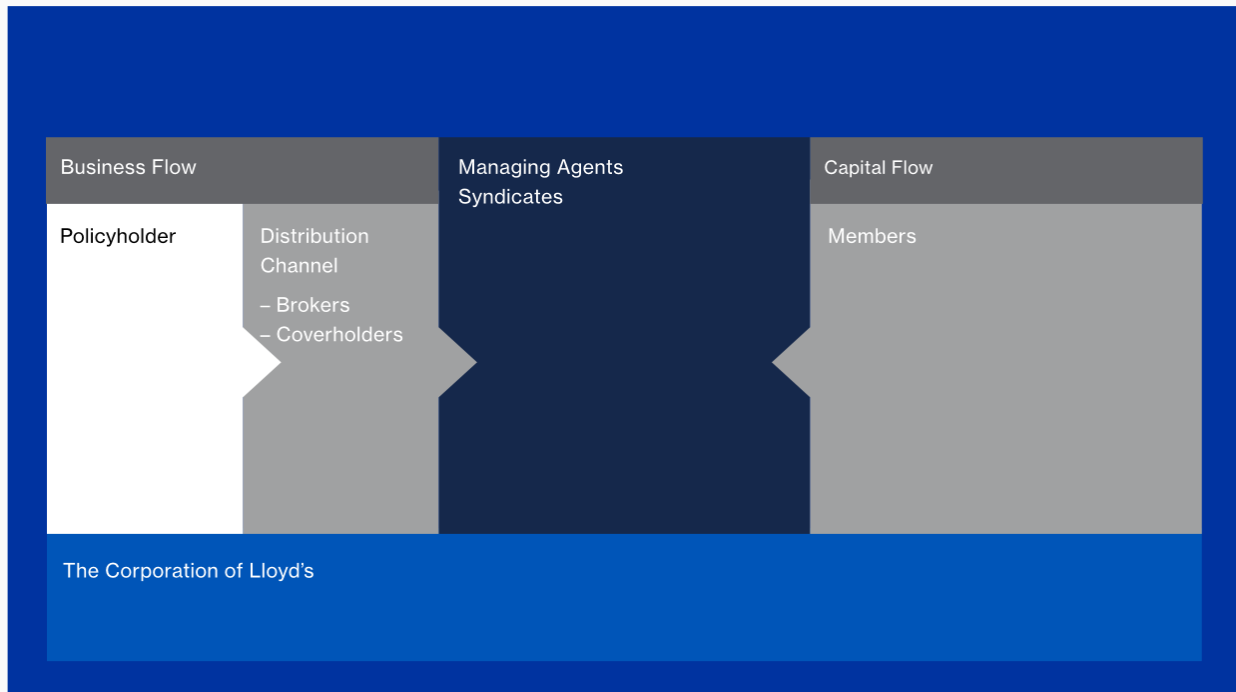 Business Flow
Managing Agents
Syndicates
Capital Flow
Policyholder
Distribution
Channel
– Brokers
– Coverholders
Members
The Corporation of Lloyd’s